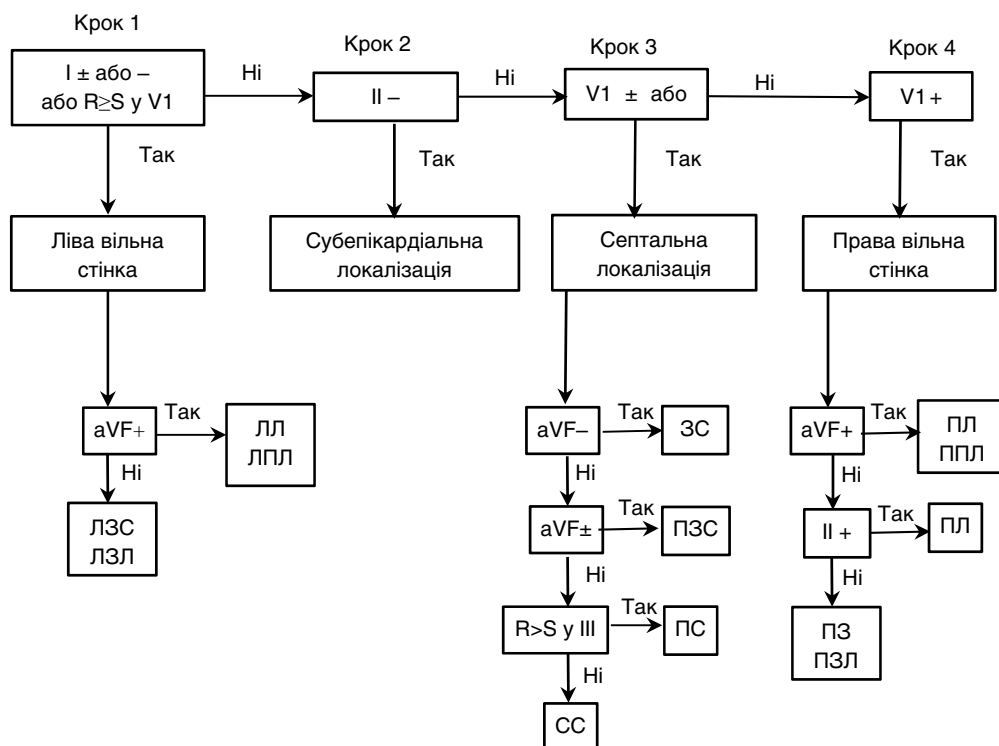 Крок 1
Крок 2
Крок 3
Крок 4
I ± або –
або R≥S у V1
Ні
II –
Ні
V1 ± або
Ні
V1 +
Так
Так
Так
Так
Ліва вільна
стінка
Субепікардіальна
локалізація
Септальна
локалізація
Права вільна
стінка
aVF+
Так
ЛЛ
ЛПЛ
Ні
ЛЗС
ЛЗЛ
aVF–
Так
ЗС
Ні
aVF±
Так
ПЗС
Ні
R>S у III
Так
ПС
Ні
СС
aVF+
Так
ПЛ
ППЛ
Ні
II +
Так
ПЛ
Ні
ПЗ
ПЗЛ